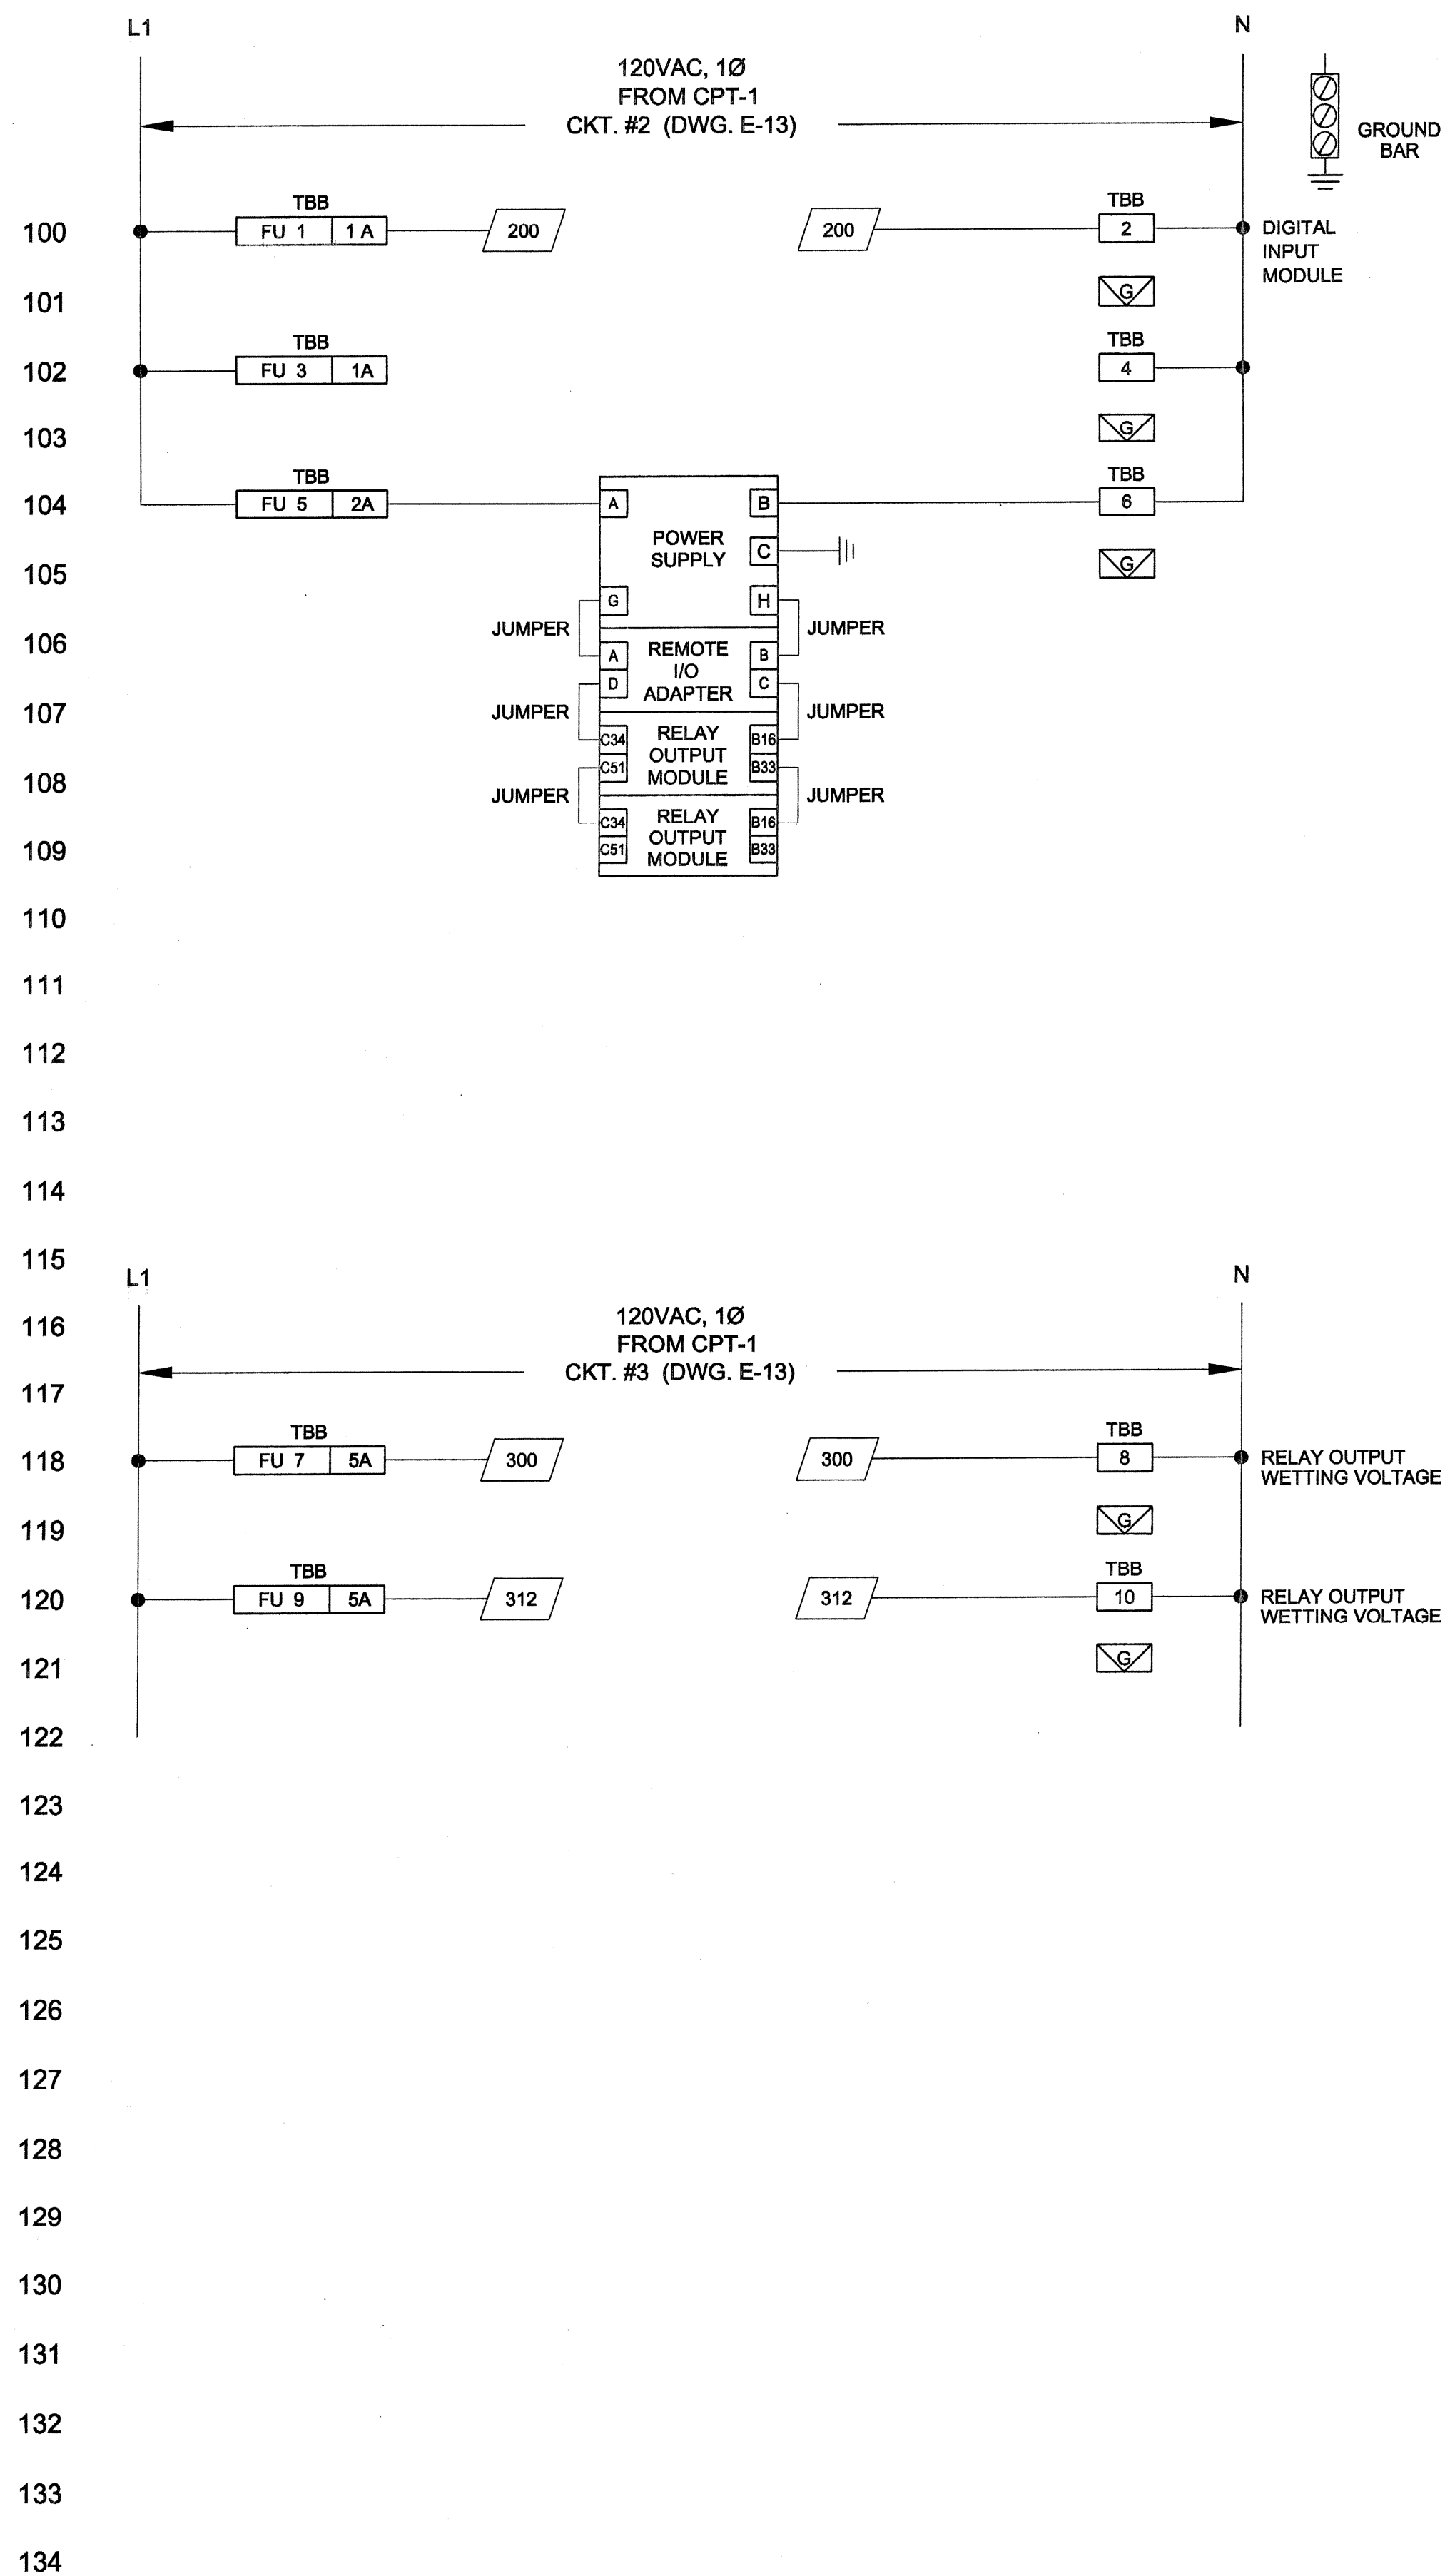 L1
N
120VAC, 1Ø
FROM CPT-1
CKT. #2 (DWG. E-13)
GROUND
BAR
TBB
TBB
100
FU 1
1 A
200
200
2
DIGITAL
INPUT
MODULE
101
G
TBB
TBB
102
FU 3
1A
4
103
G
TBB
TBB
104
FU 5
2A
A
B
6
POWER
SUPPLY
C
105
G
G
H
106
JUMPER
JUMPER
A
REMOTE
I/O
ADAPTER
B
D
C
107
JUMPER
JUMPER
C34
RELAY
OUTPUT
MODULE
B16
C51
B33
108
JUMPER
JUMPER
C34
RELAY
OUTPUT
MODULE
B16
C51
B33
109
110
111
112
113
114
115
L1
N
116
120VAC, 1Ø
FROM CPT-1
CKT. #3 (DWG. E-13)
117
TBB
TBB
118
FU 7
5A
300
300
8
RELAY OUTPUT
WETTING VOLTAGE
119
G
TBB
TBB
120
FU 9
5A
312
312
10
RELAY OUTPUT
WETTING VOLTAGE
121
G
122
123
124
125
126
127
128
129
130
131
132
133
134